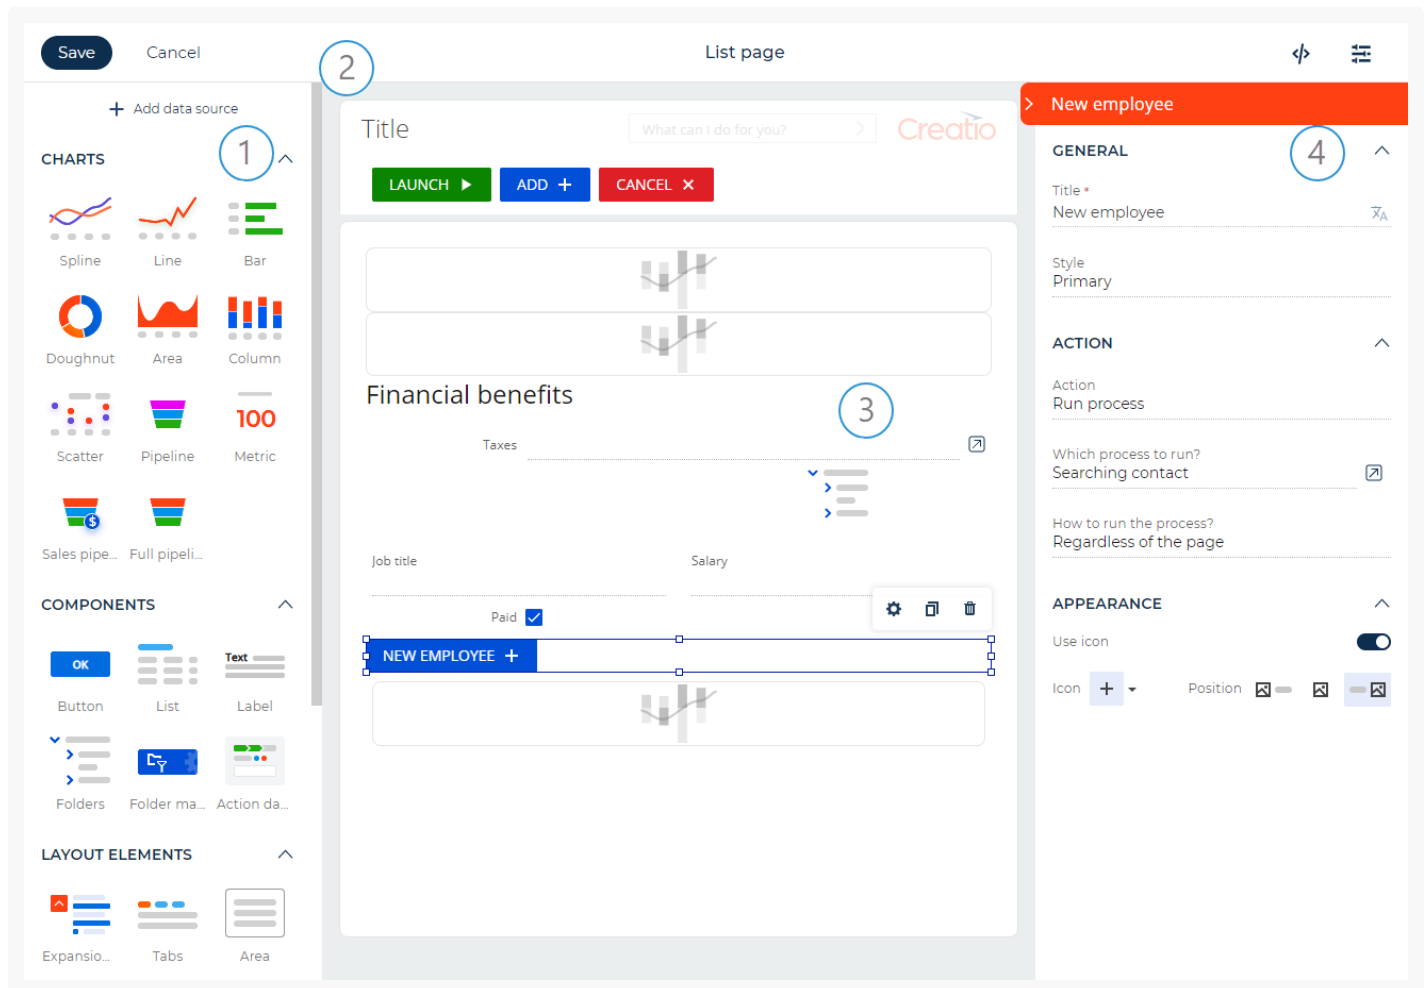 Save
Cancel
2
List page
Add data source
1
CHARTS
Spline
Line
Bar
Doughnut
Area
Column
100
Scatter
Pipeline
Metric
$
Sales pipe...
Full pipeli...
COMPONENTS
OK
Text
Button
List
Label
Folders
Folder ma...
Action da...
LAYOUT ELEMENTS
Expansio...
Tabs
Area
Title
What can I do for you?
Creatio
LAUNCH
ADD
CANCEL
Financial benefits
3
Taxes
Job title
Salary
Paid
NEW EMPLOYEE
New employee
GENERAL
4
Title *
New employee
Style
Primary
ACTION
Action
Run process
Which process to run?
Searching contact
How to run the process?
Regardless of the page
APPEARANCE
Use icon
Icon
Position